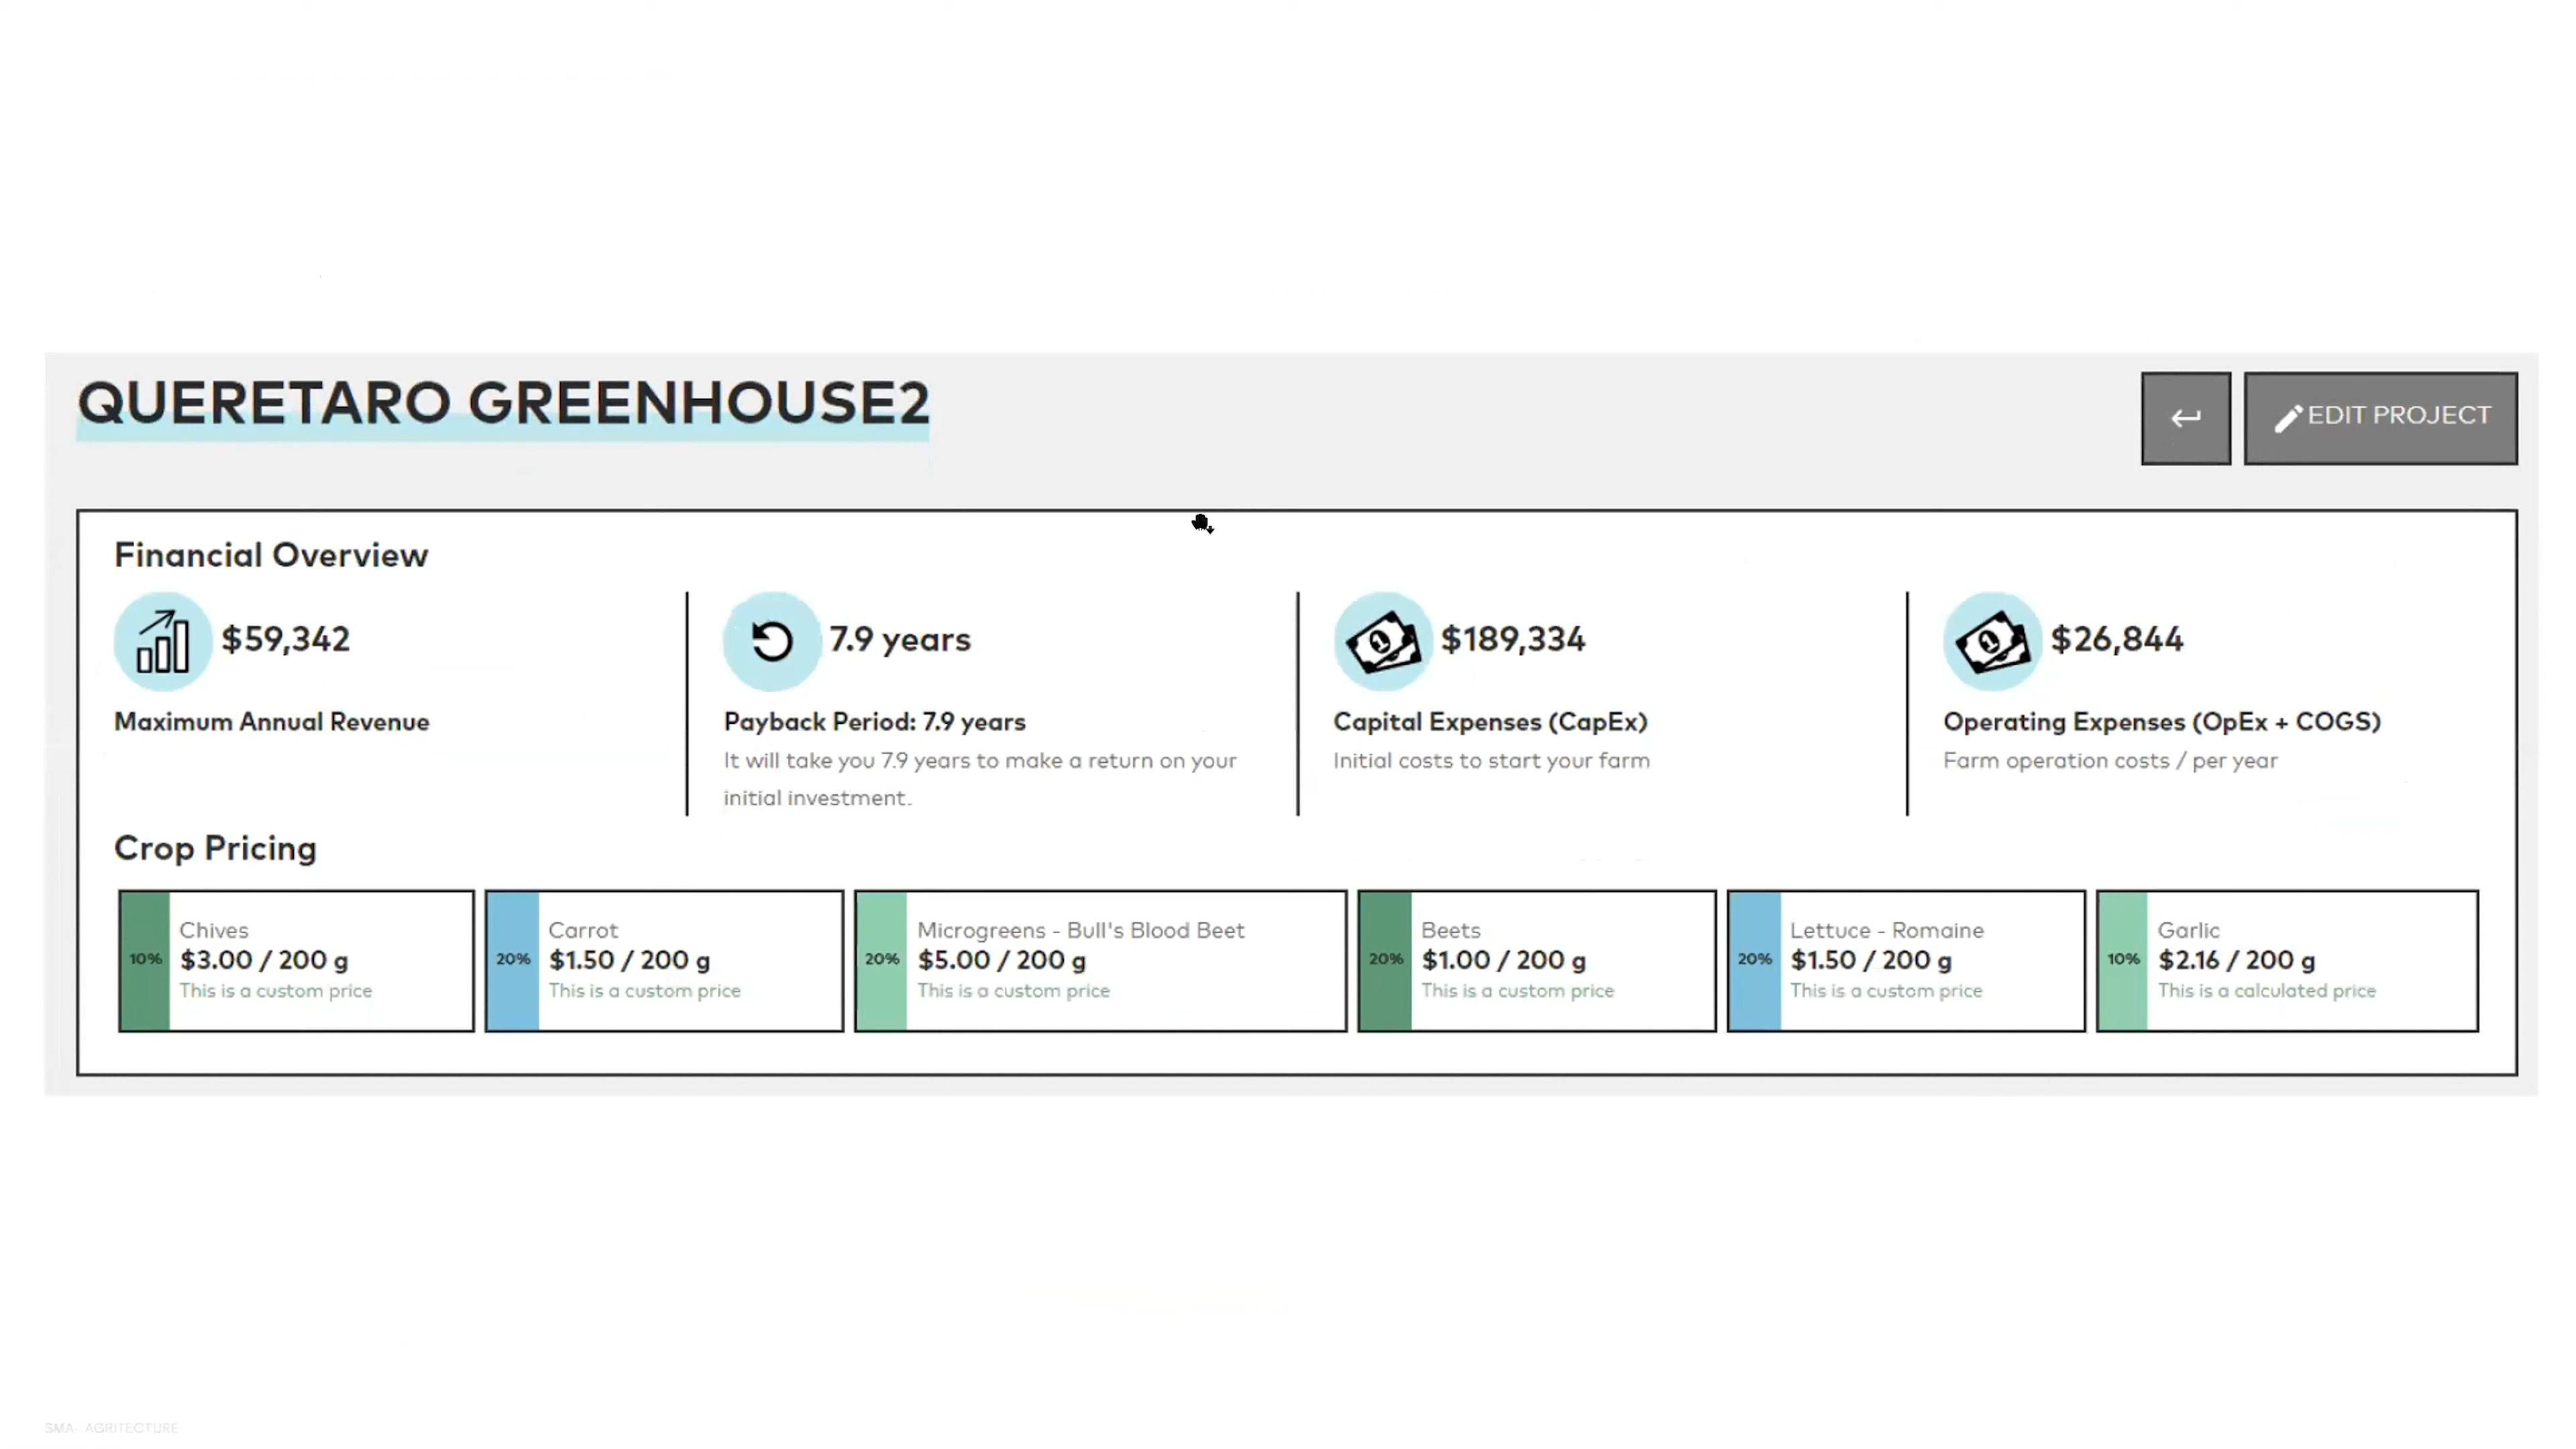 QUERETARO GREENHOUSE2
EDIT PROJECT
Financial Overview
$59,342
Maximum Annual Revenue
7.9 years
Payback Period: 7.9 years
It will take you 7.9 years to make a return on your
initial investment.
$189,334
Capital Expenses (CapEx)
Initial costs to start your farm
$26,844
Operating Expenses (OpEx + COGS)
Farm operation costs / per year
Crop Pricing
10%
Chives
$3.00 / 200 g
This is a custom price
20%
Carrot
$1.50 / 200 g
This is a custom price
20%
Microgreens - Bull's Blood Beet
$5.00 / 200 g
This is a custom price
20%
Beets
$1.00 / 200 g
This is a custom price
20%
Lettuce - Romaine
$1.50 / 200 g
This is a custom price
10%
Garlic
$2.16 / 200 g
This is a calculated price
SMA- AGRITECTURE